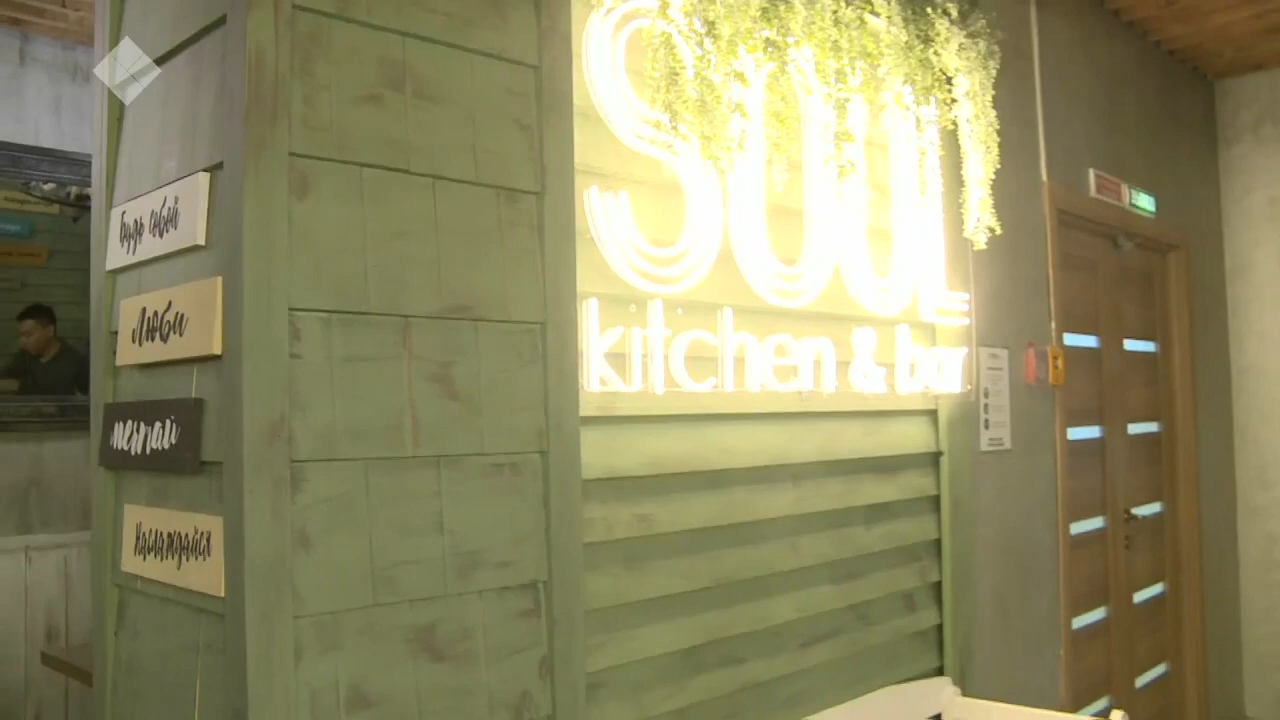 Будь собой
Люби
мечтай
Наслаждайся
SOUL
kitchen & bar